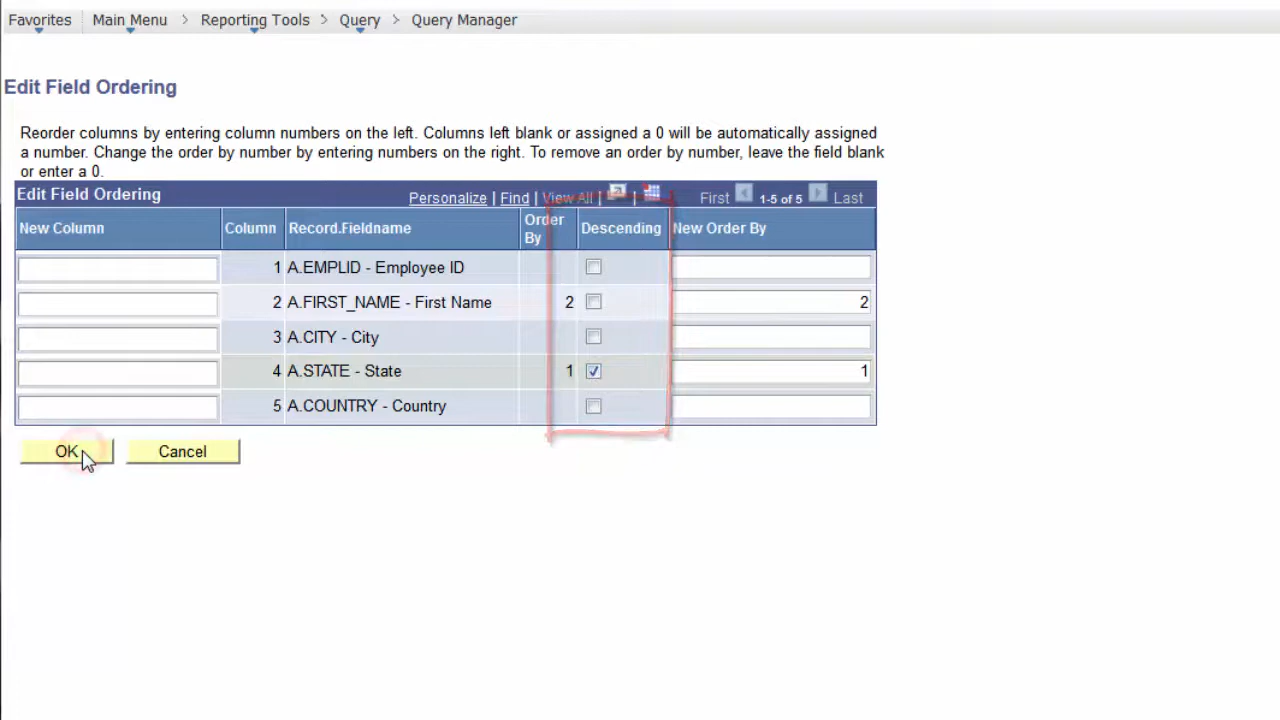 Favorites Main Menu > Reporting Tools > Query > Query Manager
Edit Field Ordering
Reorder columns by entering column numbers on the left. Columns left blank or assigned a 0 will be automatically assigned
a number. Change the order by number by entering numbers on the right. To remove an order by number, leave the field blank
or enter a 0.
Edit Field Ordering Personalize | Find | View All | | First 1-5 of 5 Last
New Column Column Record.Fieldname Order By Descending New Order By
1 A.EMPLID - Employee ID
2 A.FIRST_NAME - First Name 2 2
3 A.CITY - City
4 A.STATE - State 1 1
5 A.COUNTRY - Country
OK Cancel